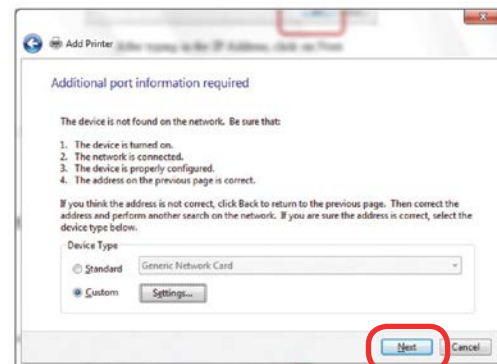 Add Printer
Additional port information required
The device is not found on the network. Be sure that:
1. The device is turned on.
2. The network is connected.
3. The device is properly configured.
4. The address on the previous page is correct.
If you think the address is not correct, click Back to return to the previous page. Then correct the
address and perform another search on the network. If you are sure the address is correct, select the
device type below.
Device Type
Standard Generic Network Card
Custom Settings...
Next Cancel